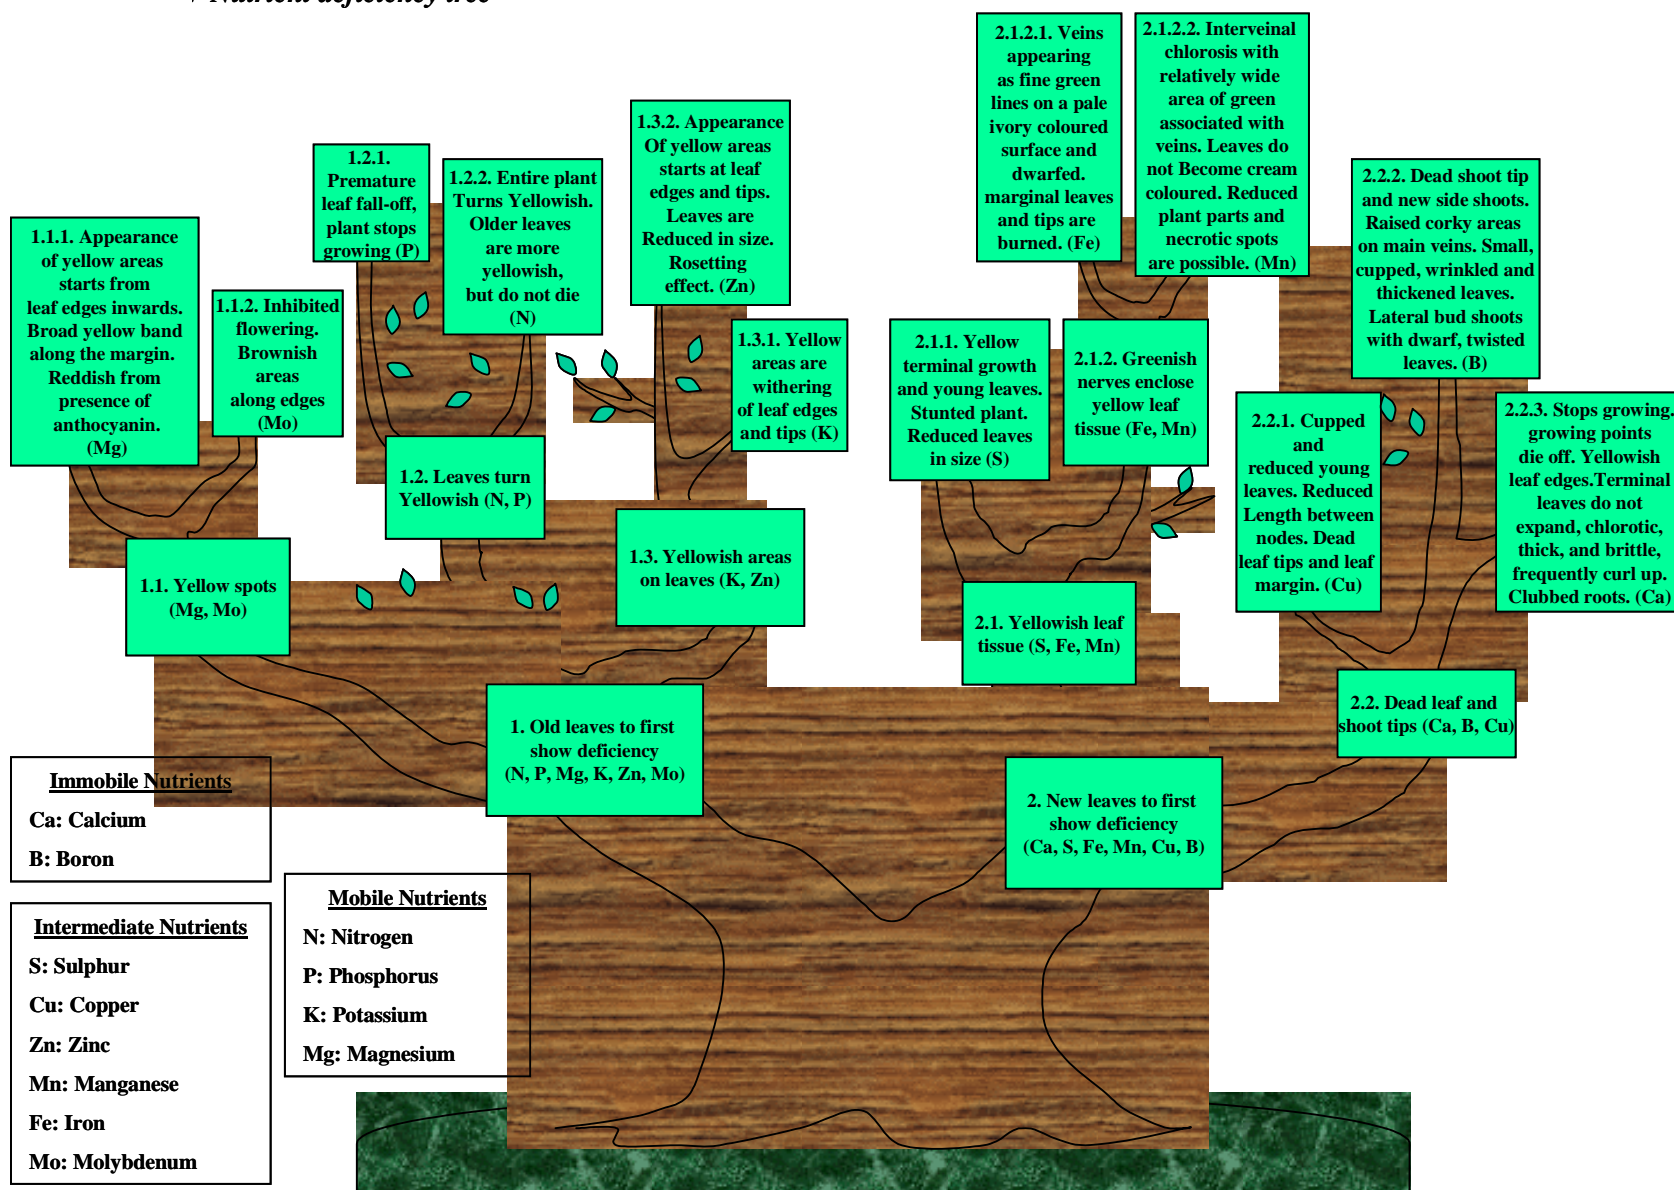 Nutrient deficiency tree
2.1.2.1. Veins
appearing
as fine green
lines on a pale
ivory coloured
surface and
dwarfed.
marginal leaves
and tips are
burned. (Fe)
2.1.2.2. Interveinal
chlorosis with
relatively wide
area of green
associated with
veins. Leaves do
not Become cream
coloured. Reduced
plant parts and
necrotic spots
are possible. (Mn)
1.3.2. Appearance
Of yellow areas
starts at leaf
edges and tips.
Leaves are
Reduced in size.
Rosetting
effect. (Zn)
1.2.1.
Premature
leaf fall-off,
plant stops
growing (P)
1.2.2. Entire plant
Turns Yellowish.
Older leaves
are more
yellowish,
but do not die
(N)
2.2.2. Dead shoot tip
and new side shoots.
Raised corky areas
on main veins. Small,
cupped, wrinkled and
thickened leaves.
Lateral bud shoots
with dwarf, twisted
leaves. (B)
1.1.1. Appearance
of yellow areas
starts from
leaf edges inwards.
Broad yellow band
along the margin.
Reddish from
presence of
anthocyanin.
(Mg)
1.1.2. Inhibited
flowering.
Brownish
areas
along edges
(Mo)
1.3.1. Yellow
areas are
withering
of leaf edges
and tips (K)
2.1.1. Yellow
terminal growth
and young leaves.
Stunted plant.
Reduced leaves
in size (S)
2.1.2. Greenish
nerves enclose
yellow leaf
tissue (Fe, Mn)
2.2.1. Cupped
and
reduced young
leaves. Reduced
Length between
nodes. Dead
leaf tips and leaf
margin. (Cu)
2.2.3. Stops growing.
growing points
die off. Yellowish
leaf edges.Terminal
leaves do not
expand, chlorotic,
thick, and brittle,
frequently curl up.
Clubbed roots. (Ca)
1.2. Leaves turn
Yellowish (N, P)
1.3. Yellowish areas
on leaves (K, Zn)
1.1. Yellow spots
(Mg, Mo)
2.1. Yellowish leaf
tissue (S, Fe, Mn)
2.2. Dead leaf and
shoot tips (Ca, B, Cu)
1. Old leaves to first
show deficiency
(N, P, Mg, K, Zn, Mo)
2. New leaves to first
show deficiency
(Ca, S, Fe, Mn, Cu, B)
Immobile Nutrients
Ca: Calcium
B: Boron
Mobile Nutrients
N: Nitrogen
P: Phosphorus
K: Potassium
Mg: Magnesium
Intermediate Nutrients
S: Sulphur
Cu: Copper
Zn: Zinc
Mn: Manganese
Fe: Iron
Mo: Molybdenum